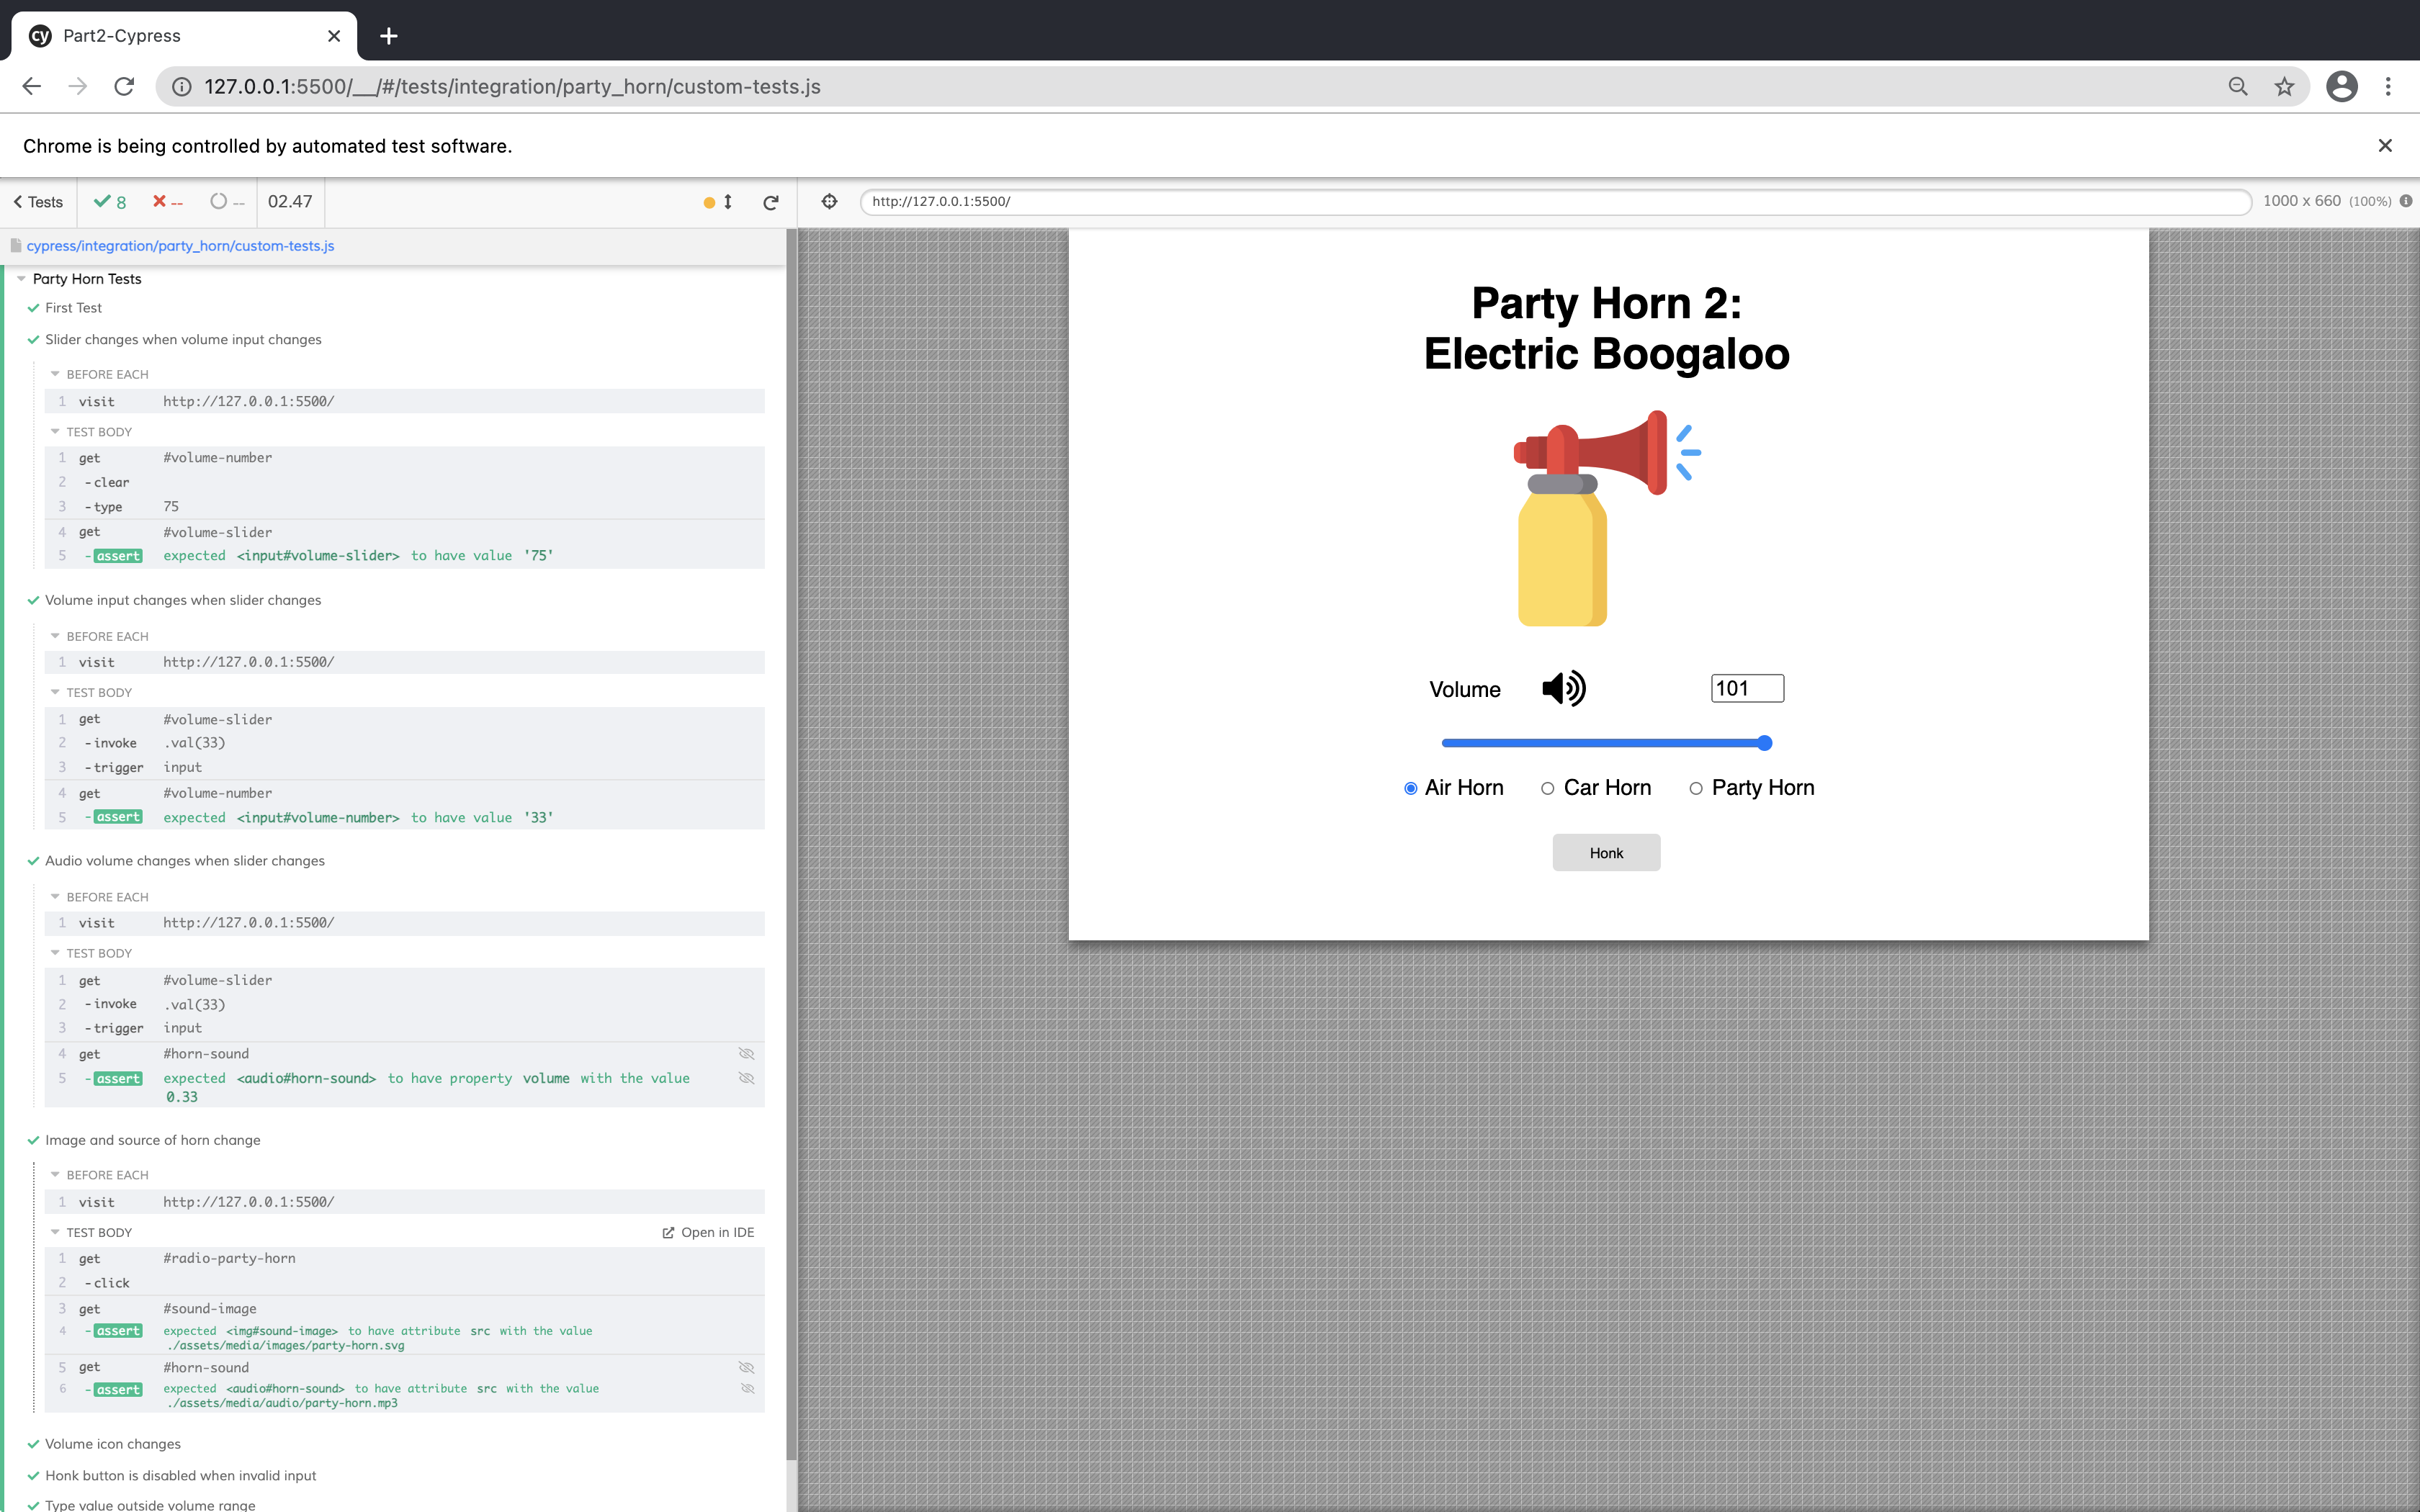 cy Part2-Cypress
127.0.0.1:5500/__/#/tests/integration/party_horn/custom-tests.js
Chrome is being controlled by automated test software.
Tests 8 -- -- 02.47
cypress/integration/party_horn/custom-tests.js
Party Horn Tests
First Test
Slider changes when volume input changes
BEFORE EACH
1 visit http://127.0.0.1:5500/
TEST BODY
1 get #volume-number
2 -clear
3 -type 75
4 get #volume-slider
5 -assert expected <input#volume-slider> to have value '75'
Volume input changes when slider changes
BEFORE EACH
1 visit http://127.0.0.1:5500/
TEST BODY
1 get #volume-slider
2 -invoke .val(33)
3 -trigger input
4 get #volume-number
5 -assert expected <input#volume-number> to have value '33'
Audio volume changes when slider changes
BEFORE EACH
1 visit http://127.0.0.1:5500/
TEST BODY
1 get #volume-slider
2 -invoke .val(33)
3 -trigger input
4 get #horn-sound
5 -assert expected <audio#horn-sound> to have property volume with the value
0.33
Image and source of horn change
BEFORE EACH
1 visit http://127.0.0.1:5500/
TEST BODY Open in IDE
1 get #radio-party-horn
2 -click
3 get #sound-image
4 -assert expected <img#sound-image> to have attribute src with the value
./assets/media/images/party-horn.svg
5 get #horn-sound
6 -assert expected <audio#horn-sound> to have attribute src with the value
./assets/media/audio/party-horn.mp3
Volume icon changes
Honk button is disabled when invalid input
Type value outside volume range
http://127.0.0.1:5500/ 1000 x 660 (100%)
Party Horn 2:
Electric Boogaloo
Volume 101
Air Horn Car Horn Party Horn
Honk